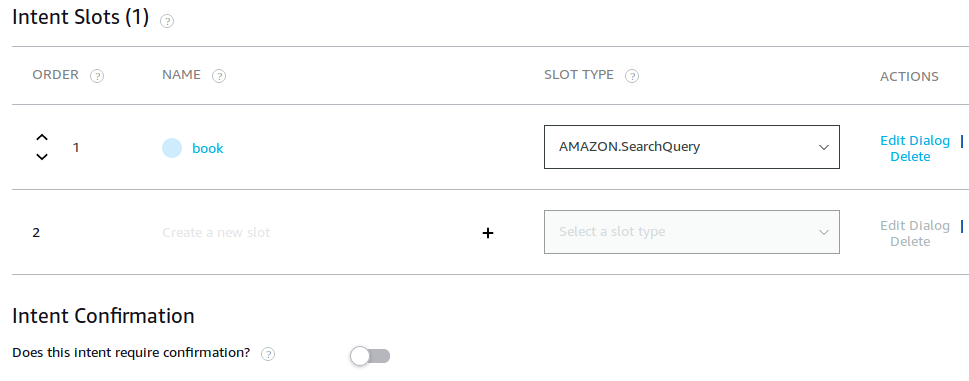 Intent Slots (1) ?
ORDER ? NAME ? SLOT TYPE ? ACTIONS
1 book AMAZON.SearchQuery Edit Dialog |
Delete
2 Create a new slot + Select a slot type Edit Dialog |
Delete
Intent Confirmation
Does this intent require confirmation? ?